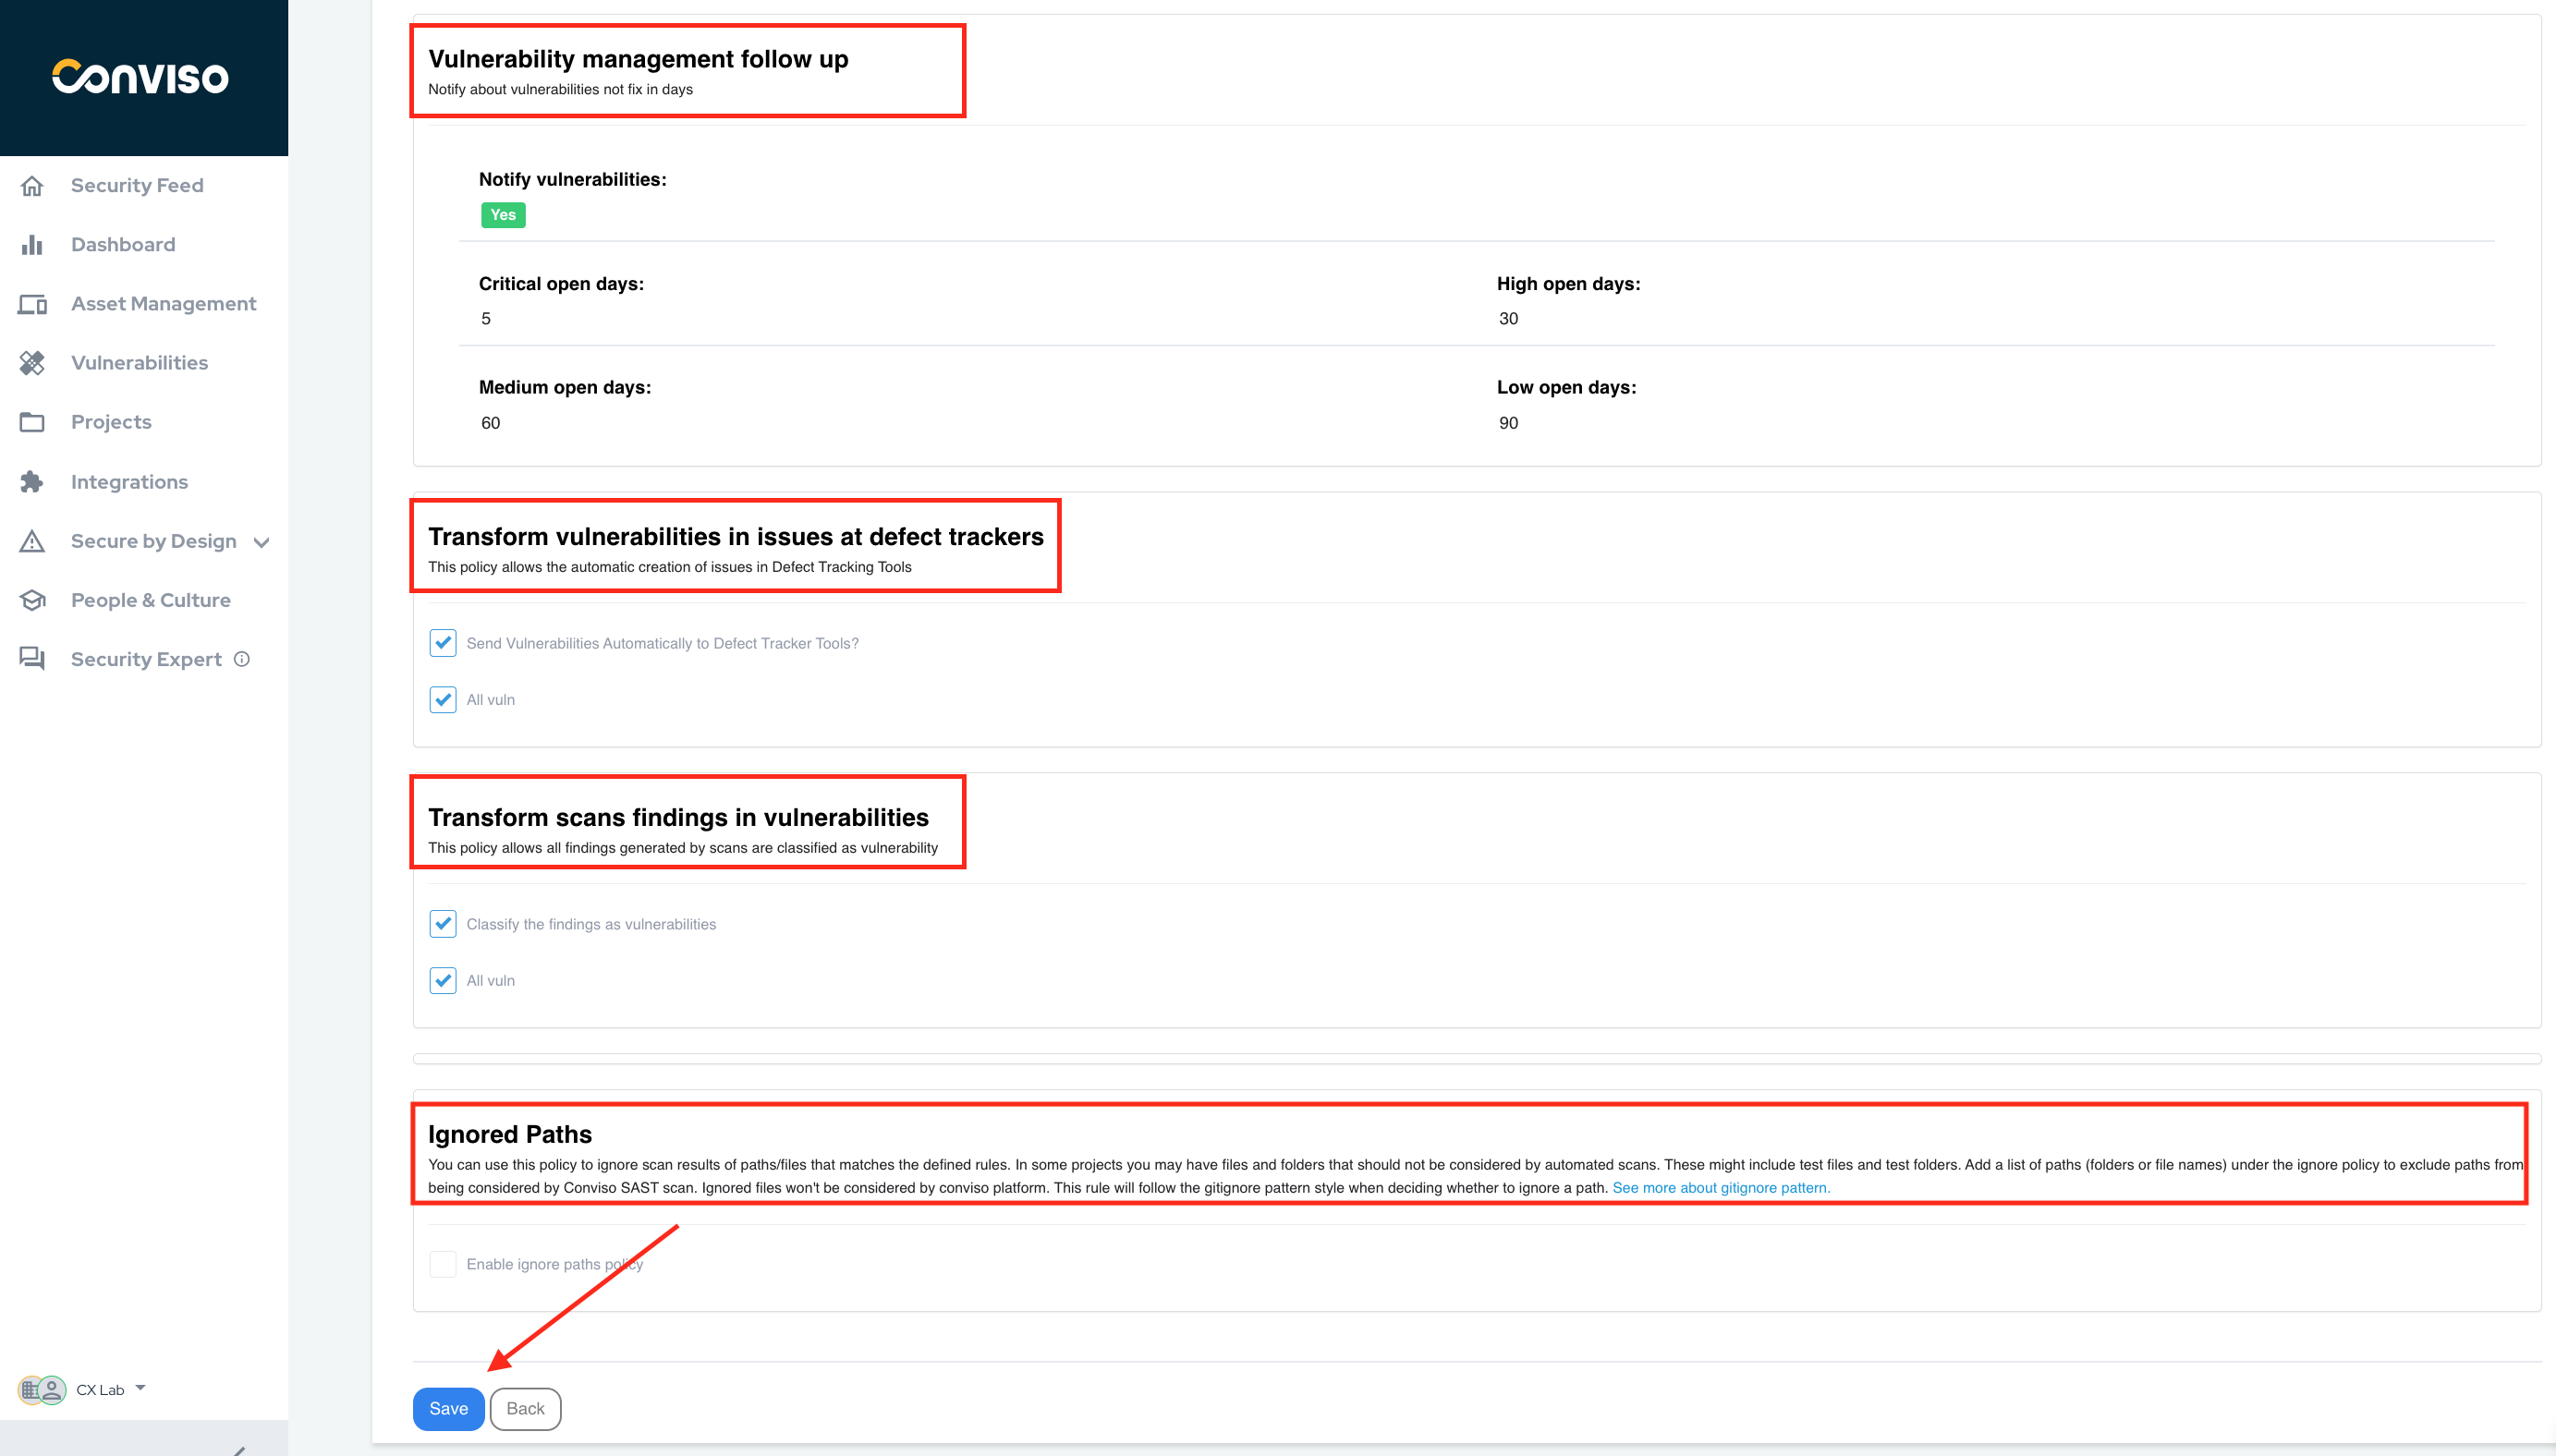 Conviso
Security Feed
Dashboard
Asset Management
Vulnerabilities
Projects
Integrations
Secure by Design
People & Culture
Security Expert
CX Lab
Vulnerability management follow up
Notify about vulnerabilities not fix in days
Notify vulnerabilities:
Yes
Critical open days:
5
High open days:
30
Medium open days:
60
Low open days:
90
Transform vulnerabilities in issues at defect trackers
This policy allows the automatic creation of issues in Defect Tracking Tools
Send Vulnerabilities Automatically to Defect Tracker Tools?
All vuln
Transform scans findings in vulnerabilities
This policy allows all findings generated by scans are classified as vulnerability
Classify the findings as vulnerabilities
All vuln
Ignored Paths
You can use this policy to ignore scan results of paths/files that matches the defined rules. In some projects you may have files and folders that should not be considered by automated scans. These might include test files and test folders. Add a list of paths (folders or file names) under the ignore policy to exclude paths from
being considered by Conviso SAST scan. Ignored files won't be considered by conviso platform. This rule will follow the gitignore pattern style when deciding whether to ignore a path. See more about gitignore pattern.
Enable ignore paths policy
Save
Back